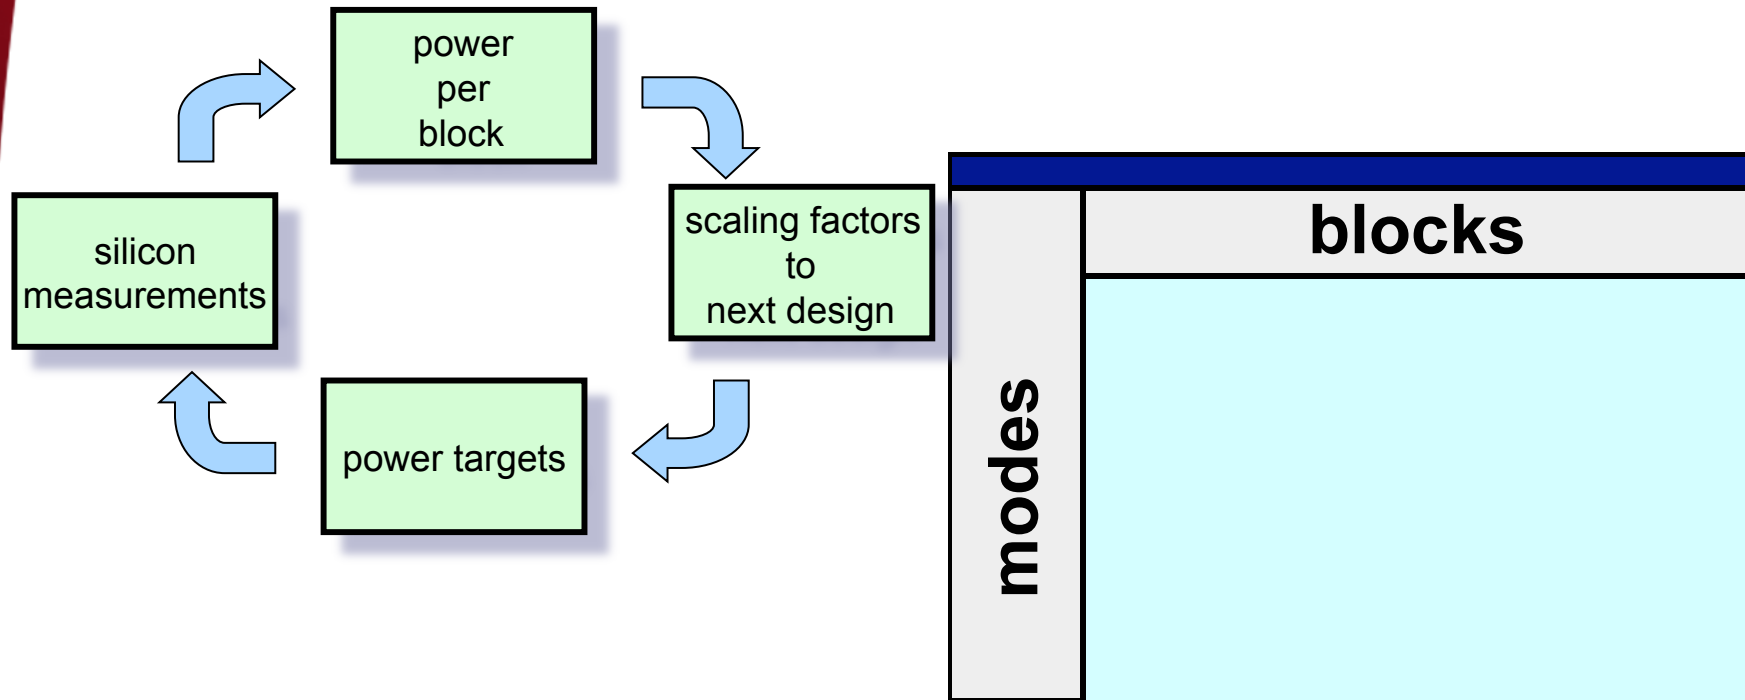 power
per
block
scaling factors
to
next design
silicon
measurements
power targets
blocks
modes